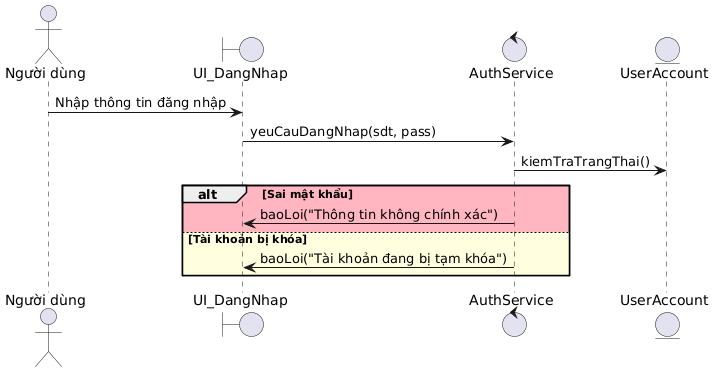 Người dùng
UI_DangNhap
AuthService
UserAccount
Nhập thông tin đăng nhập
yeuCauDangNhap(sdt, pass)
kiemTraTrangThai()
alt [Sai mật khẩu]
baoLoi("Thông tin không chính xác")
[Tài khoản bị khóa]
baoLoi("Tài khoản đang bị tạm khóa")
Người dùng
UI_DangNhap
AuthService
UserAccount